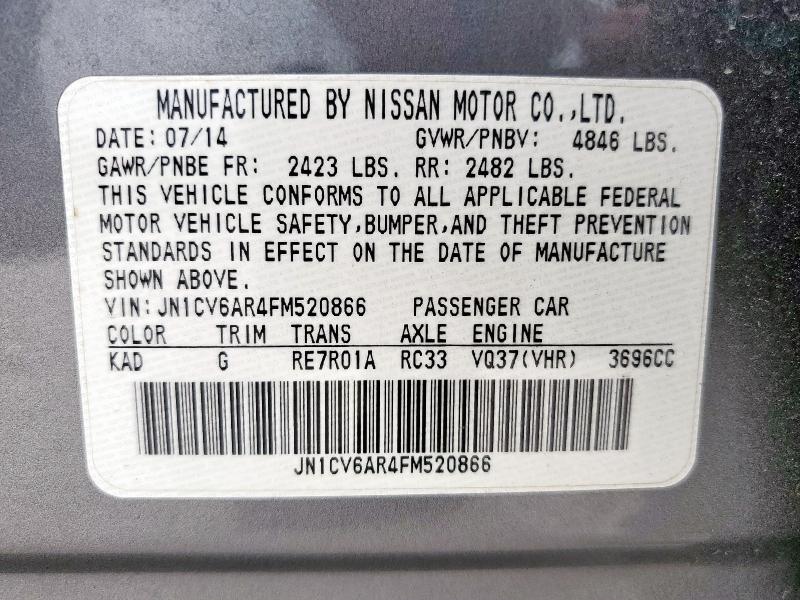 MANUFACTURED BY NISSAN MOTOR CO.,LTD.
DATE: 07/14 GVWR/PNBV: 4846 LBS.
GAWR/PNBE FR: 2423 LBS. RR: 2482 LBS.
THIS VEHICLE CONFORMS TO ALL APPLICABLE FEDERAL
MOTOR VEHICLE SAFETY,BUMPER,AND THEFT PREVENTION
STANDARDS IN EFFECT ON THE DATE OF MANUFACTURE
SHOWN ABOVE.
VIN:JN1CV6AR4FM520866 PASSENGER CAR
COLOR TRIM TRANS AXLE ENGINE
KAD G RE7R01A RC33 VQ37(VHR) 3696CC
JN1CV6AR4FM520866